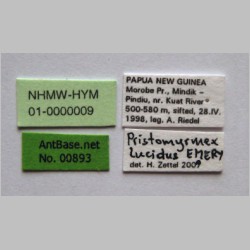 NHMW-HYM
01-0000009
PAPUA NEW GUINEA
Morobe Pr., Mindik -
Pindiu, nr. Kuat River
500-580 m, sifted, 28.IV.
1998, leg. A. Riedel
AntBase.net
No. 00893
Pristomyrmex
lucidus EMERY
det. H. Zettel 2009